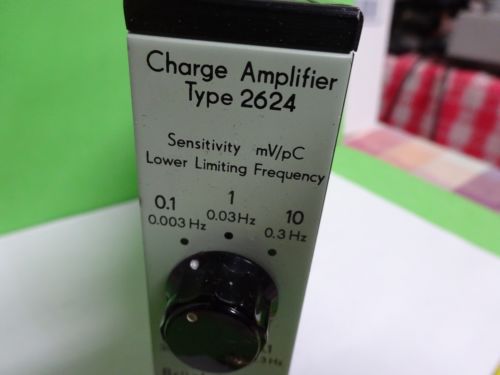 Charge Amplifier
Type 2624
Sensitivity mV/pC
Lower Limiting Frequency
0.1 1 10
0.003 Hz 0.03 Hz 0.3 Hz